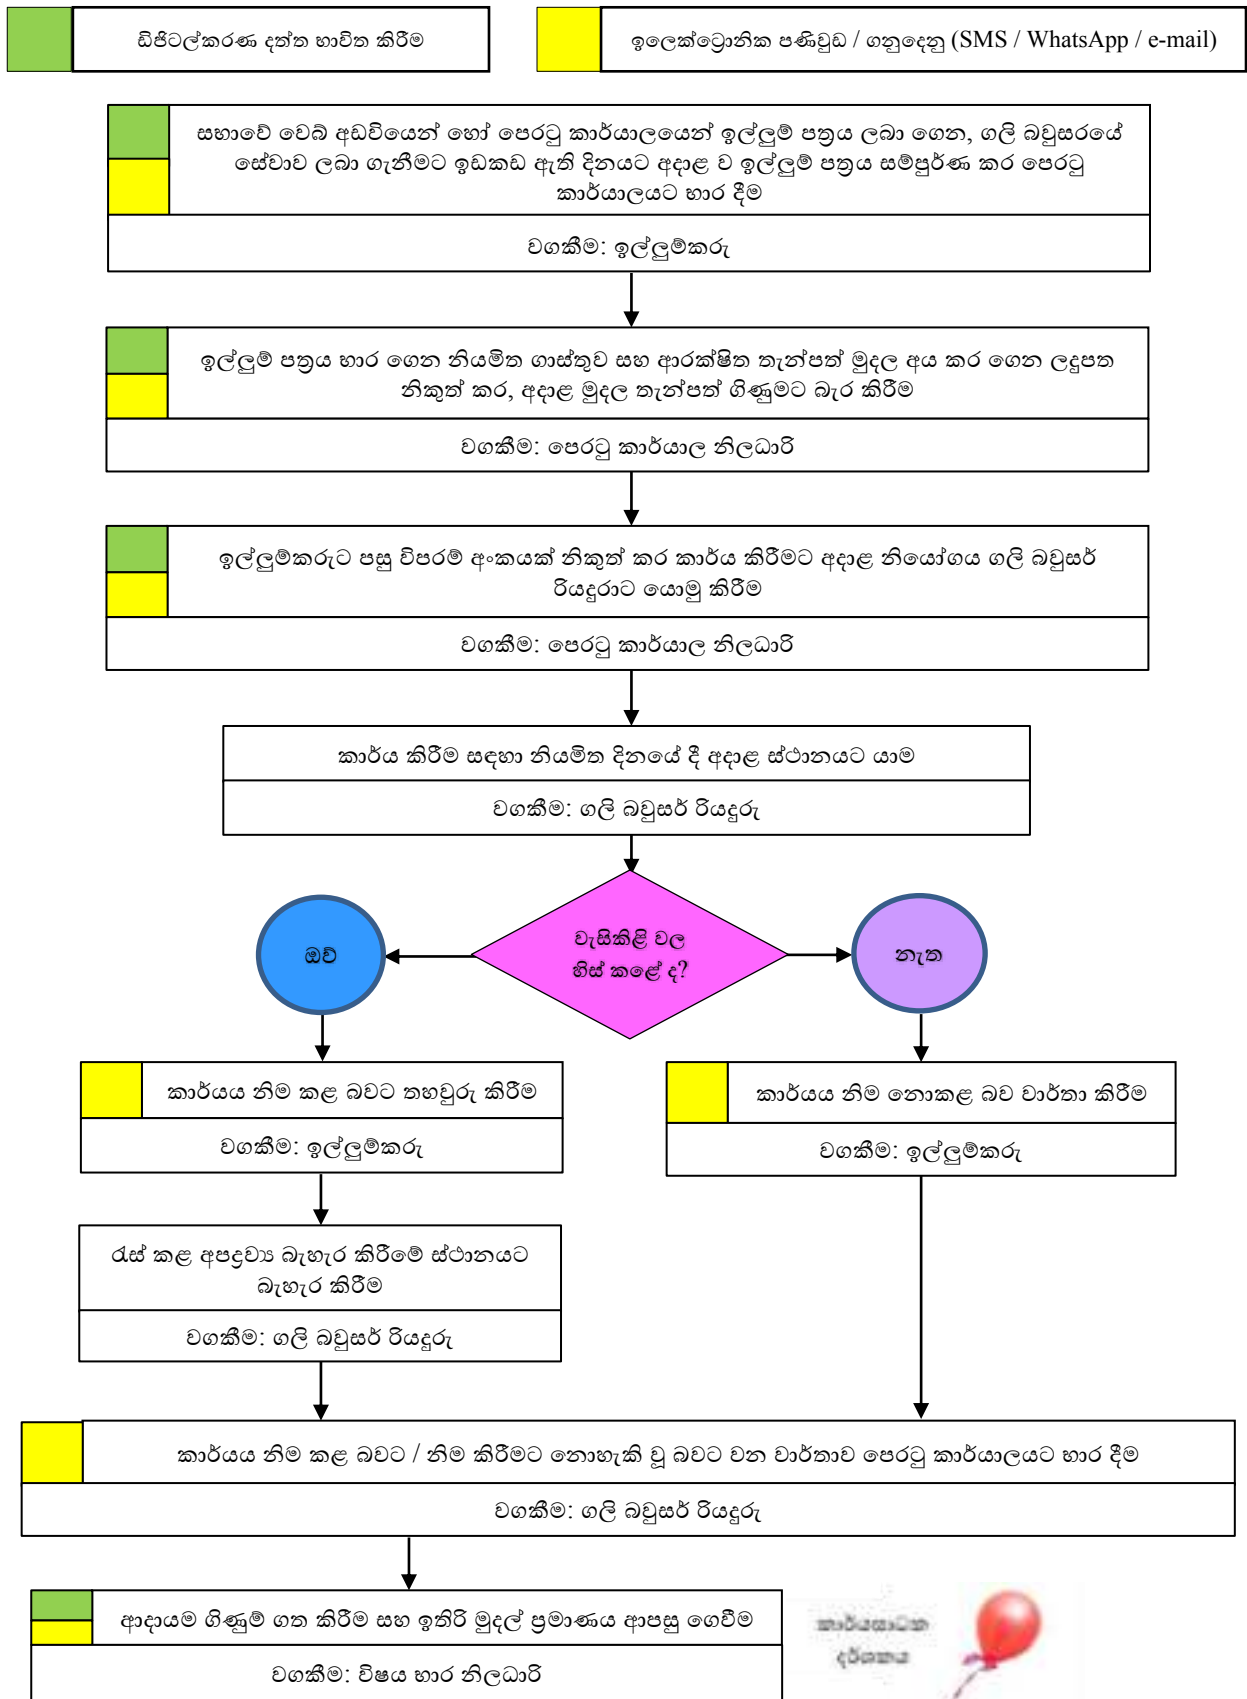 ඩිජිටල්කරණ දත්ත භාවිත කිරීම
ඉලෙක්ට්‍රොනික පණිවුඩ / ගනුදෙනු (SMS / WhatsApp / e-mail)
සභාවේ වෙබ් අඩවියෙන් හෝ පෙරටු කාර්යාලයෙන් ඉල්ලුම් පත්‍රය ලබා ගෙන, ගලි බවුසරයේ
සේවාව ලබා ගැනීමට ඉඩකඩ ඇති දිනයට අදාළ ව ඉල්ලුම් පත්‍රය සම්පුර්ණ කර පෙරටු
කාර්යාලයට භාර දීම
වගකීම: ඉල්ලුම්කරු
ඉල්ලුම් පත්‍රය භාර ගෙන නියමිත ගාස්තුව සහ ආරක්ෂිත තැන්පත් මුදල අය කර ගෙන ලදුපත
නිකුත් කර, අදාළ මුදල තැන්පත් ගිණුමට බැර කිරීම
වගකීම: පෙරටු කාර්යාල නිලධාරි
ඉල්ලුම්කරුට පසු විපරම් අංකයක් නිකුත් කර කාර්ය කිරීමට අදාළ නියෝගය ගලි බවුසර්
රියදුරාට යොමු කිරීම
වගකීම: පෙරටු කාර්යාල නිලධාරි
කාර්ය කිරීම සඳහා නියමිත දිනයේ දී අදාළ ස්ථානයට යාම
වගකීම: ගලි බවුසර් රියදුරු
වැසිකිළි වල
හිස් කළේ ද?
ඔව්
නැත
කාර්යය නිම කළ බවට තහවුරු කිරීම
වගකීම: ඉල්ලුම්කරු
කාර්යය නිම නොකළ බව වාර්තා කිරීම
වගකීම: ඉල්ලුම්කරු
රැස් කළ අපද්‍රව්‍ය බැහැර කිරීමේ ස්ථානයට
බැහැර කිරීම
වගකීම: ගලි බවුසර් රියදුරු
කාර්යය නිම කළ බවට / නිම කිරීමට නොහැකි වූ බවට වන වාර්තාව පෙරටු කාර්යාලයට භාර දීම
වගකීම: ගලි බවුසර් රියදුරු
ආදායම ගිණුම් ගත කිරීම සහ ඉතිරි මුදල් ප්‍රමාණය ආපසු ගෙවීම
වගකීම: විෂය භාර නිලධාරි
කාර්යසාධක
දර්ශකය